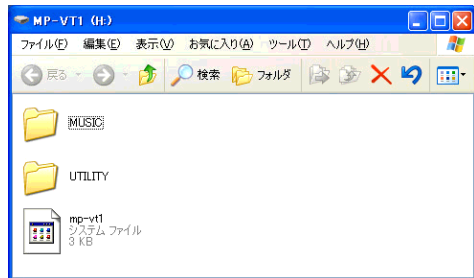 MP-VT1 (H:)
ファイル(F) 編集(E) 表示(V) お気に入り(A) ツール(T) ヘルプ(H)
戻る 検索 フォルダ
MUSIC
UTILITY
mp-vt1
システム ファイル
3 KB